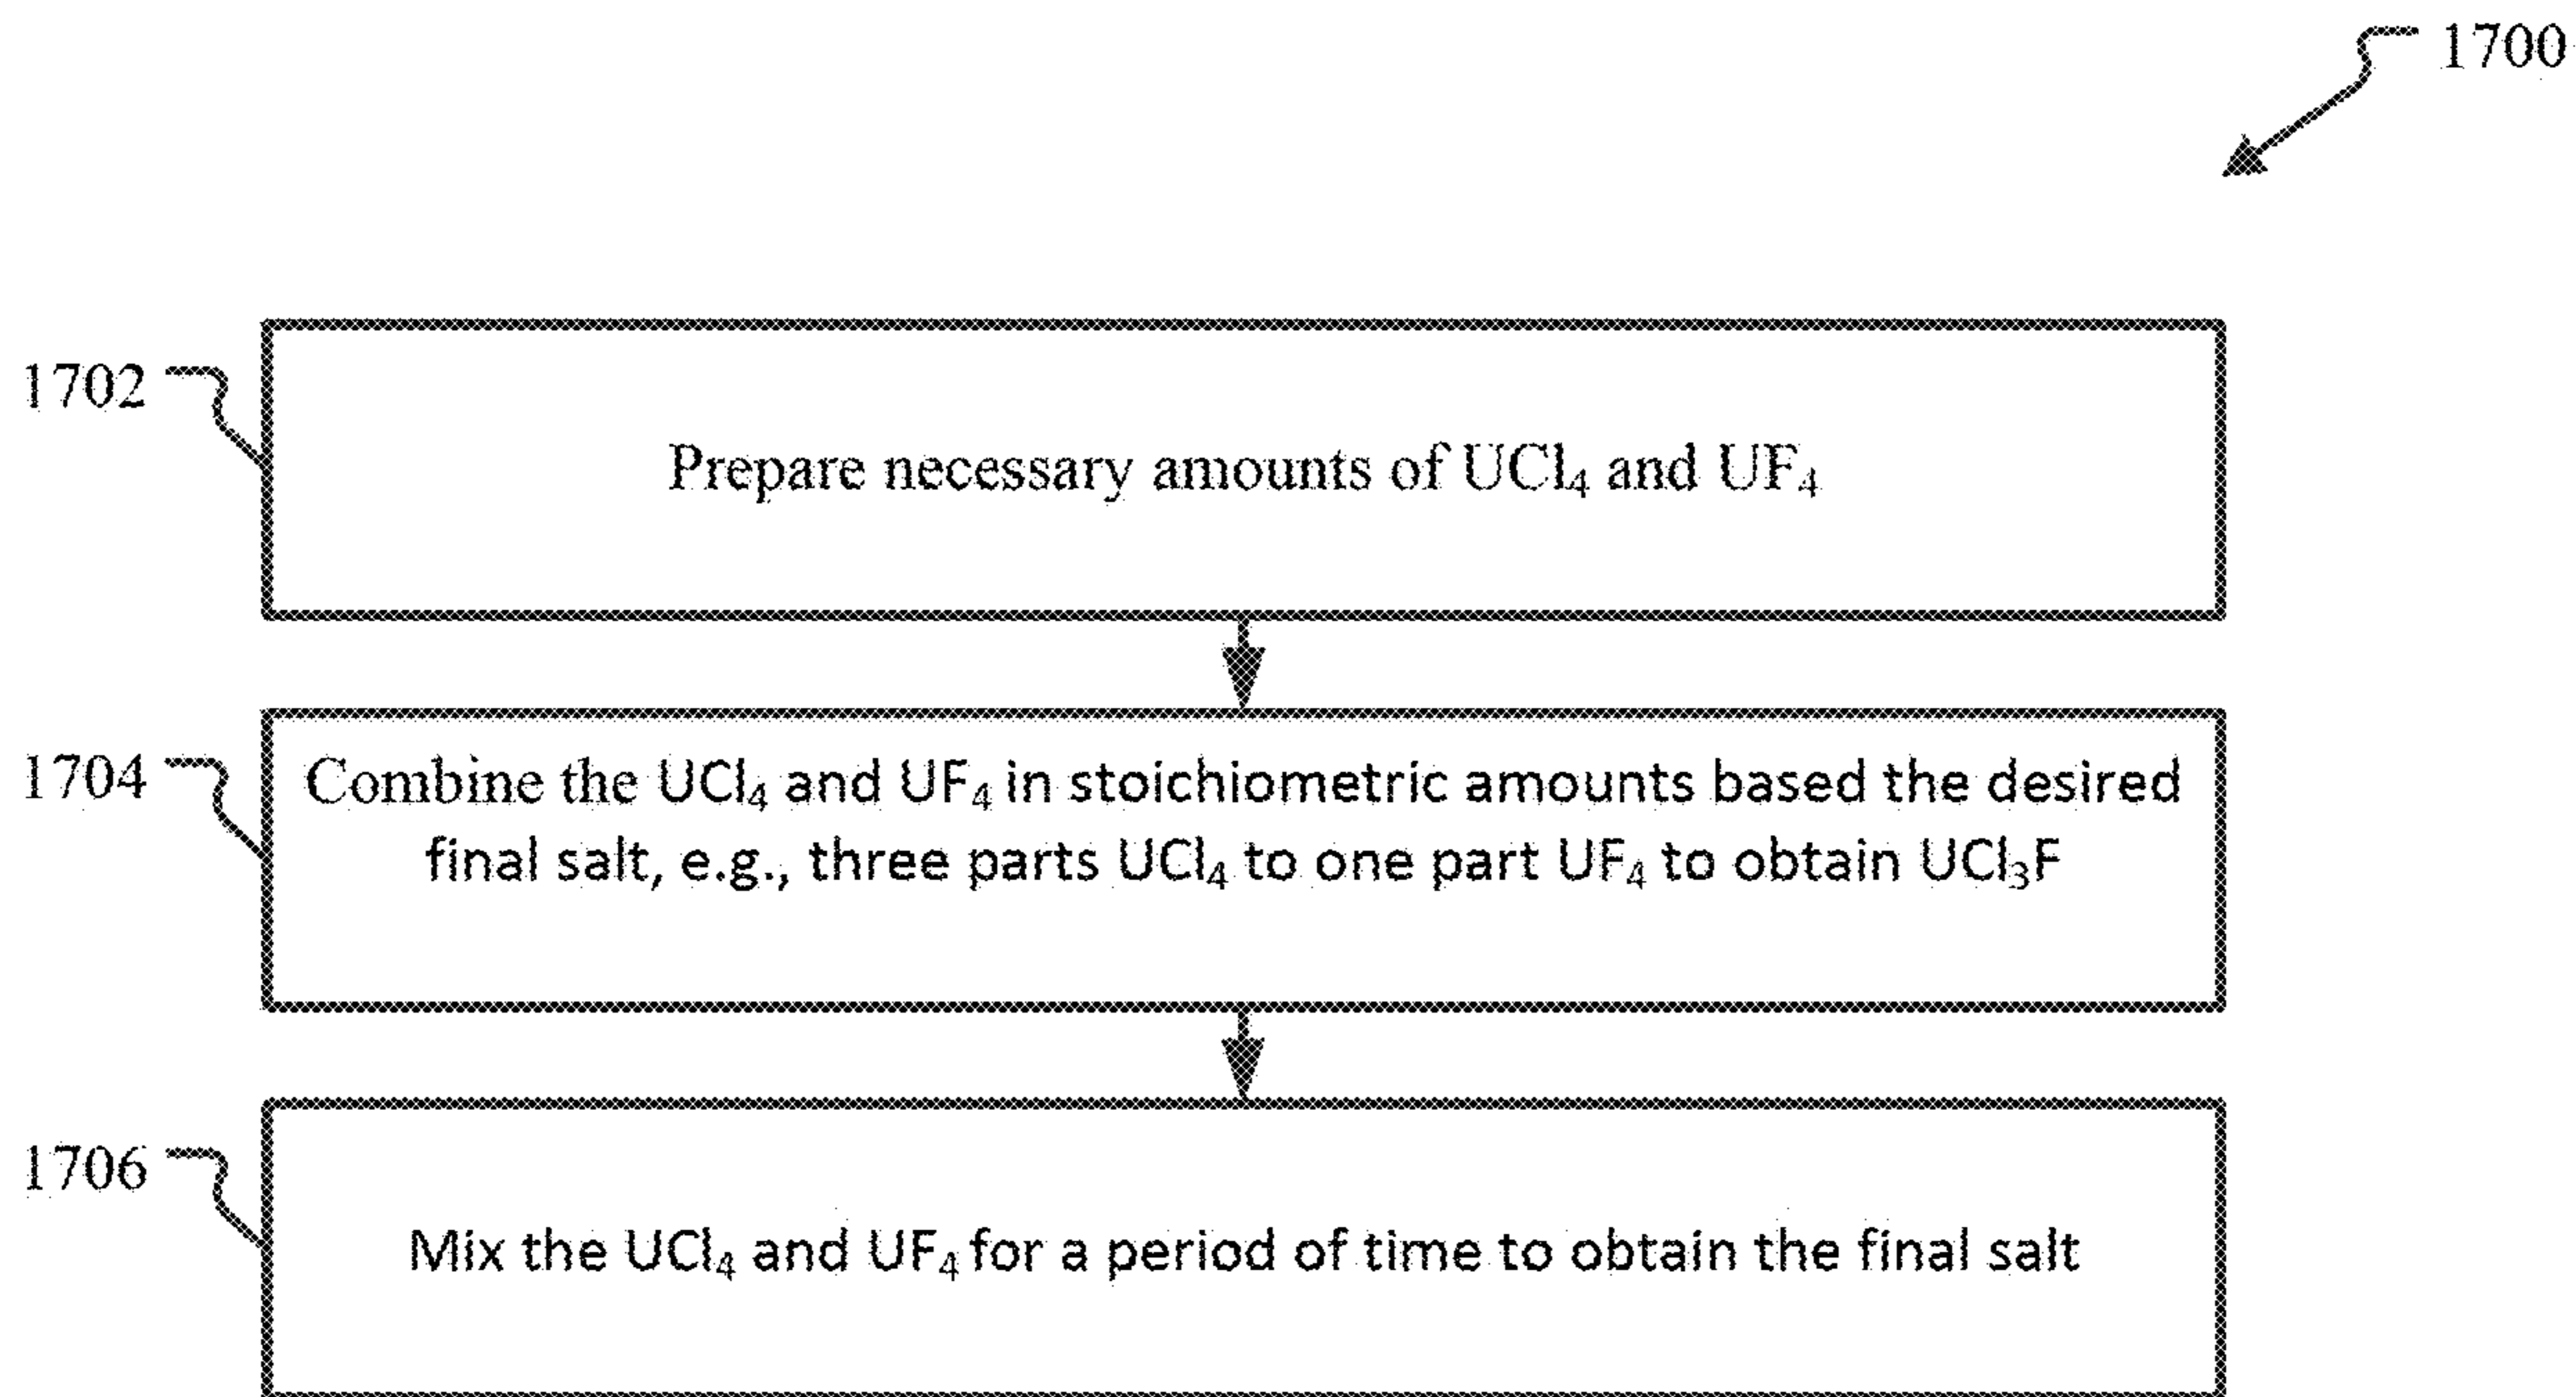 1700
1702
Prepare necessary amounts of UCl₄ and UF₄
1704
Combine the UCl₄ and UF₄ in stoichiometric amounts based the desired
final salt, e.g., three parts UCl₄ to one part UF₄ to obtain UCl₃F
1706
Mix the UCl₄ and UF₄ for a period of time to obtain the final salt